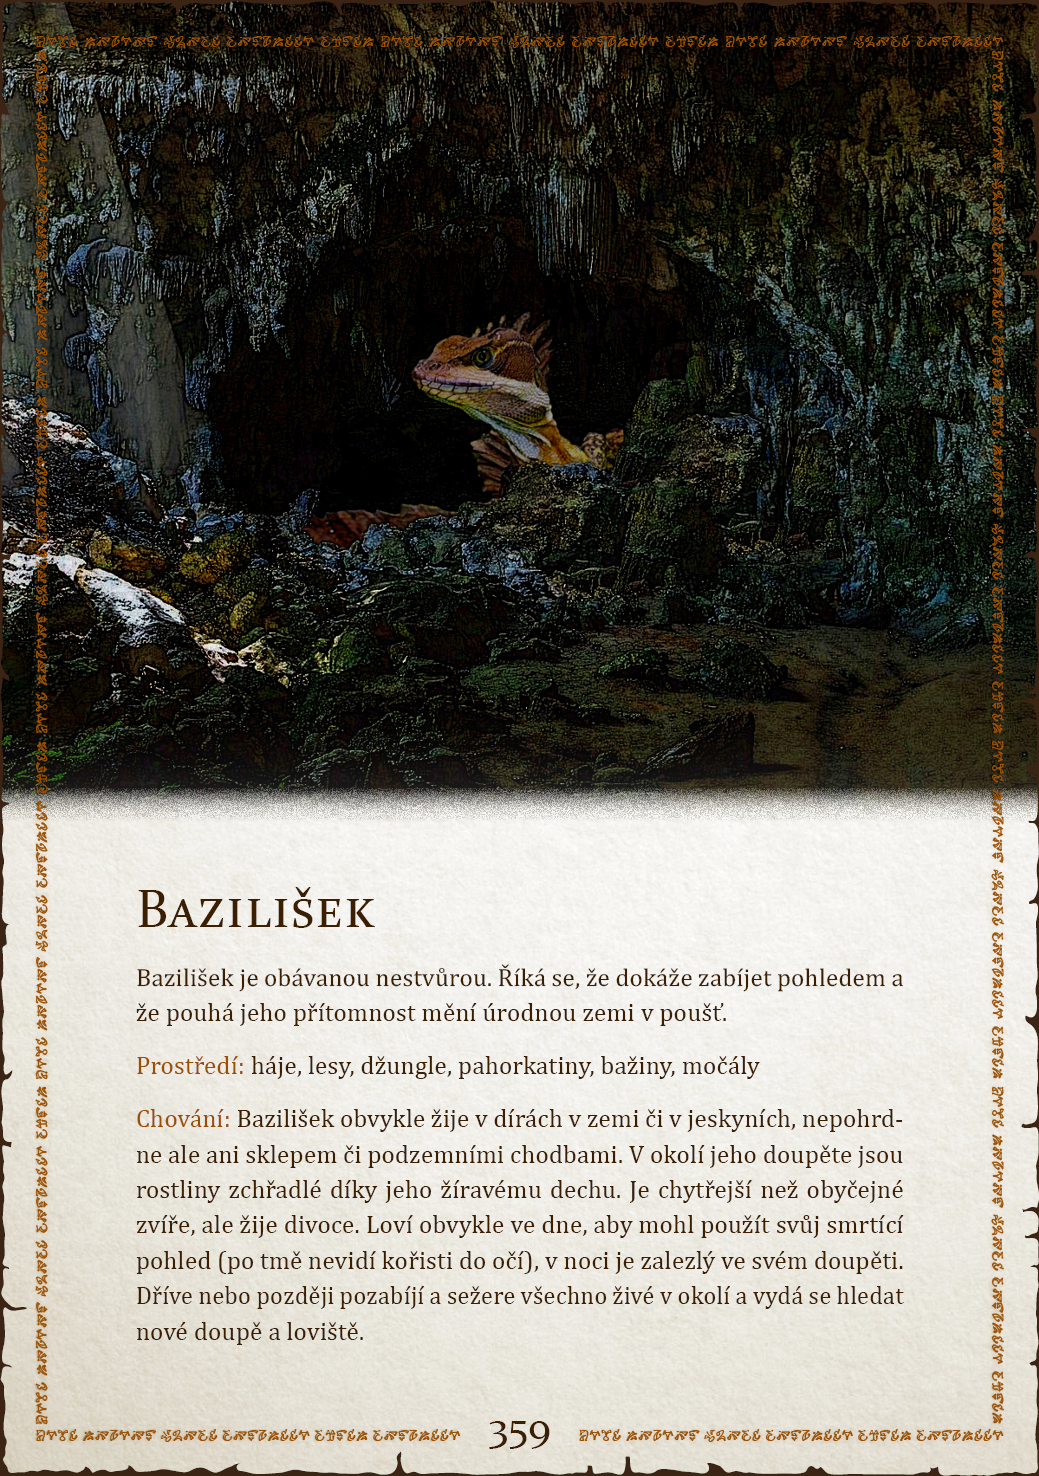 Bazilišek
Bazilišek je obávanou nestvůrou. Říká se, že dokáže zabíjet pohledem a
že pouhá jeho přítomnost mění úrodnou zemi v poušť.
Prostředí: háje, lesy, džungle, pahorkatiny, bažiny, močály
Chování: Bazilišek obvykle žije v dírách v zemi či v jeskyních, nepohrd-
ne ale ani sklepem či podzemními chodbami. V okolí jeho doupěte jsou
rostliny zchřadlé díky jeho žíravému dechu. Je chytřejší než obyčejné
zvíře, ale žije divoce. Loví obvykle ve dne, aby mohl použít svůj smrtící
pohled (po tmě nevidí kořisti do očí), v noci je zalezlý ve svém doupěti.
Dříve nebo později pozabíjí a sežere všechno živé v okolí a vydá se hledat
nové doupě a loviště.
359